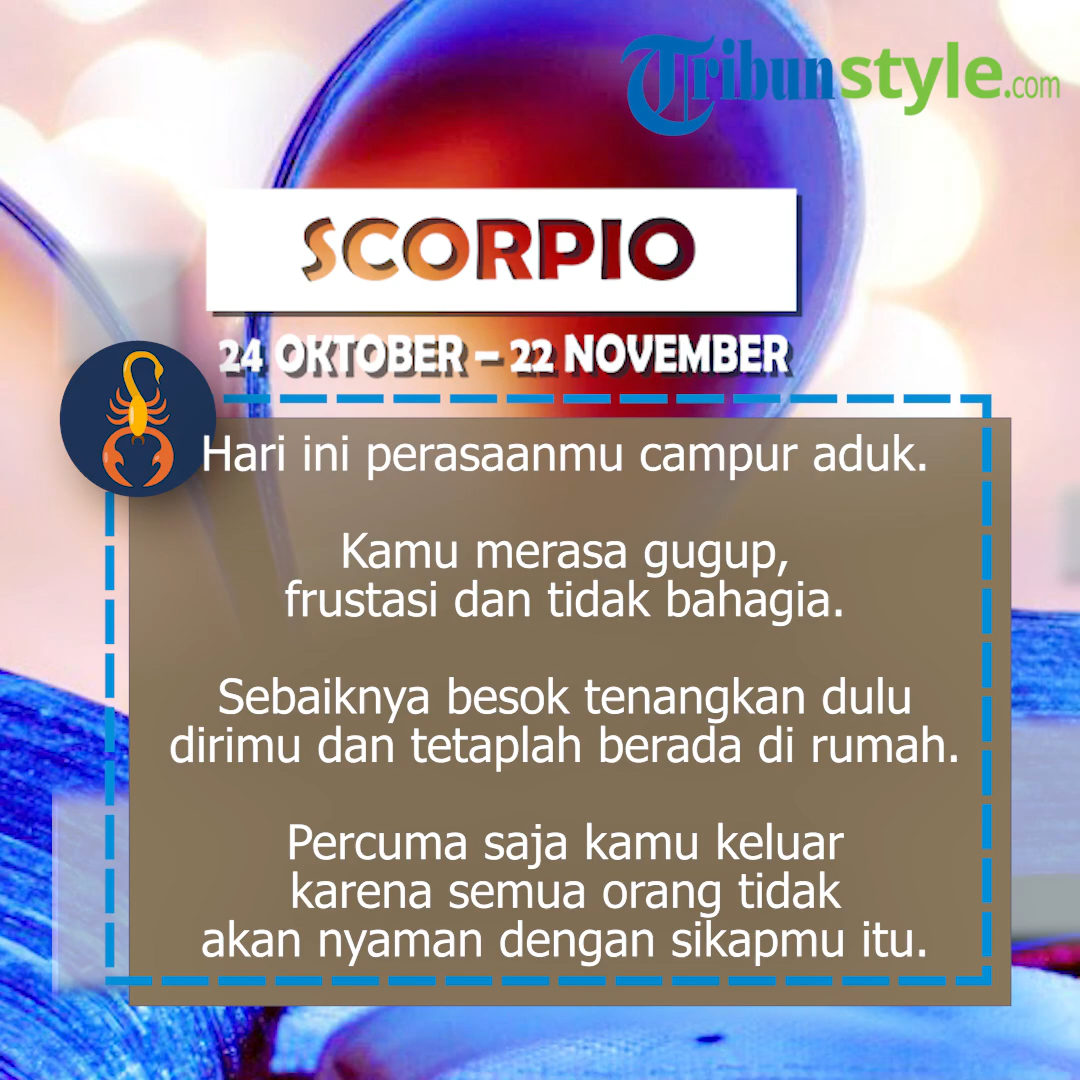 Tribunstyle.com
SCORPIO
24 OKTOBER – 22 NOVEMBER
Hari ini perasaanmu campur aduk.
Kamu merasa gugup,
frustasi dan tidak bahagia.
Sebaiknya besok tenangkan dulu
dirimu dan tetaplah berada di rumah.
Percuma saja kamu keluar
karena semua orang tidak
akan nyaman dengan sikapmu itu.